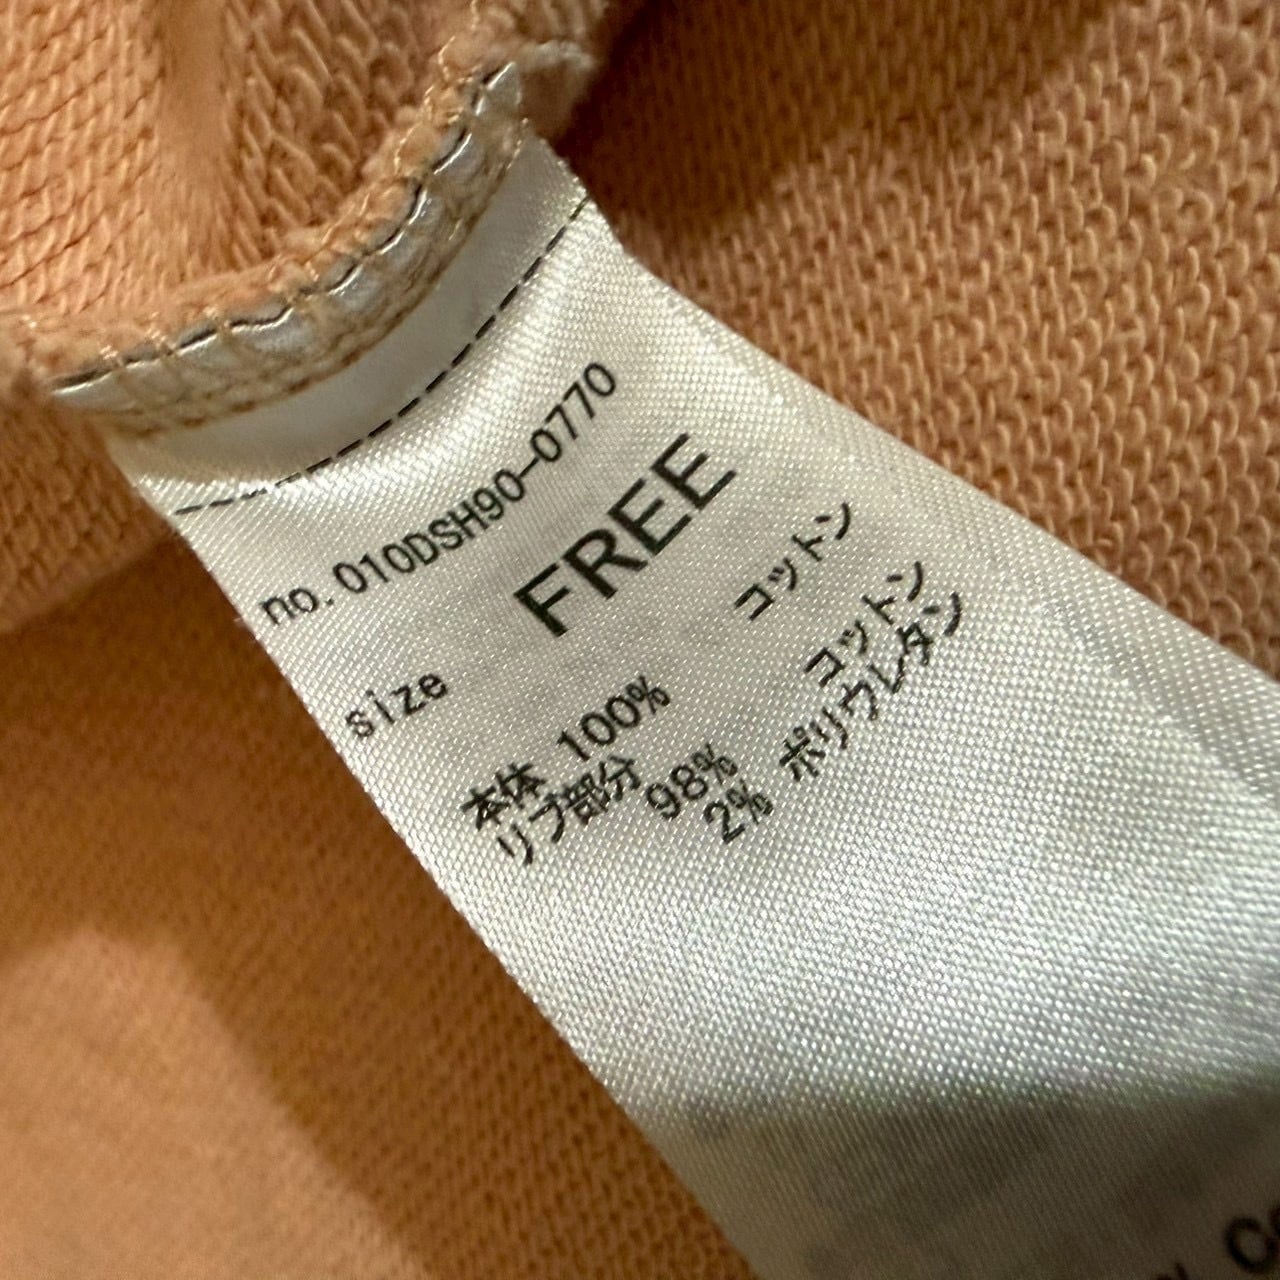 no. 010DSH90-0770
size FREE
本体 100% コットン
リブ部分 98% コットン
2% ポリウレタン